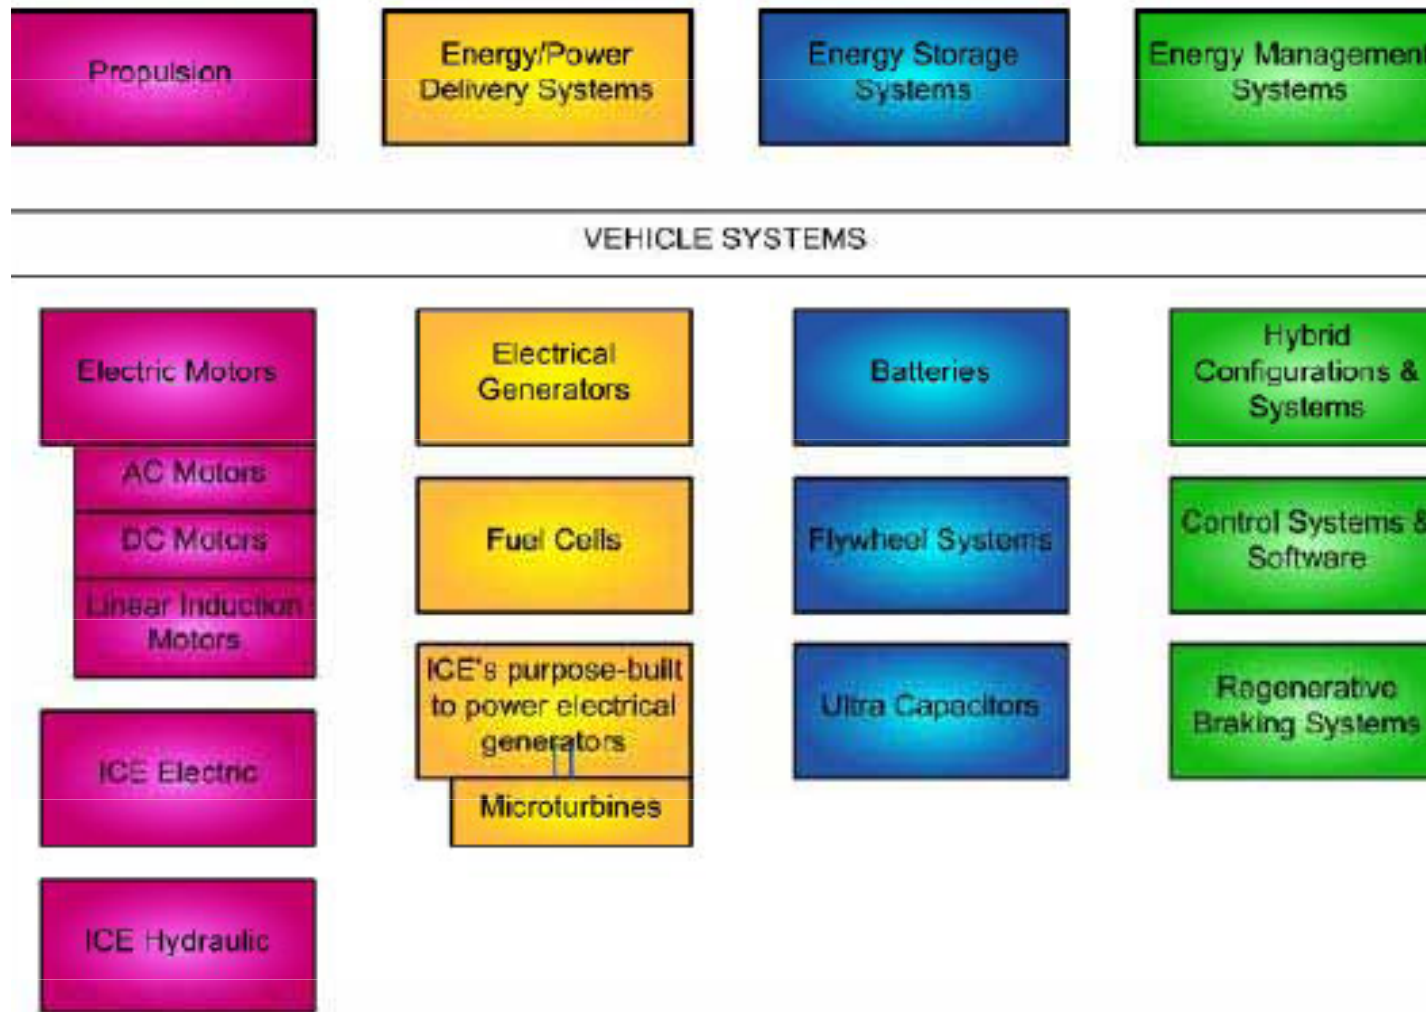 Propulsion
Energy/Power
Delivery Systems
Energy Storage
Systems
Energy Management
Systems
VEHICLE SYSTEMS
Electric Motors
AC Motors
DC Motors
Linear Induction
Motors
ICE Electric
ICE Hydraulic
Electrical
Generators
Fuel Cells
ICE's purpose-built
to power electrical
generators
Microturbines
Batteries
Flywheel Systems
Ultra Capacitors
Hybrid
Configurations &
Systems
Control Systems &
Software
Regenerative
Braking Systems